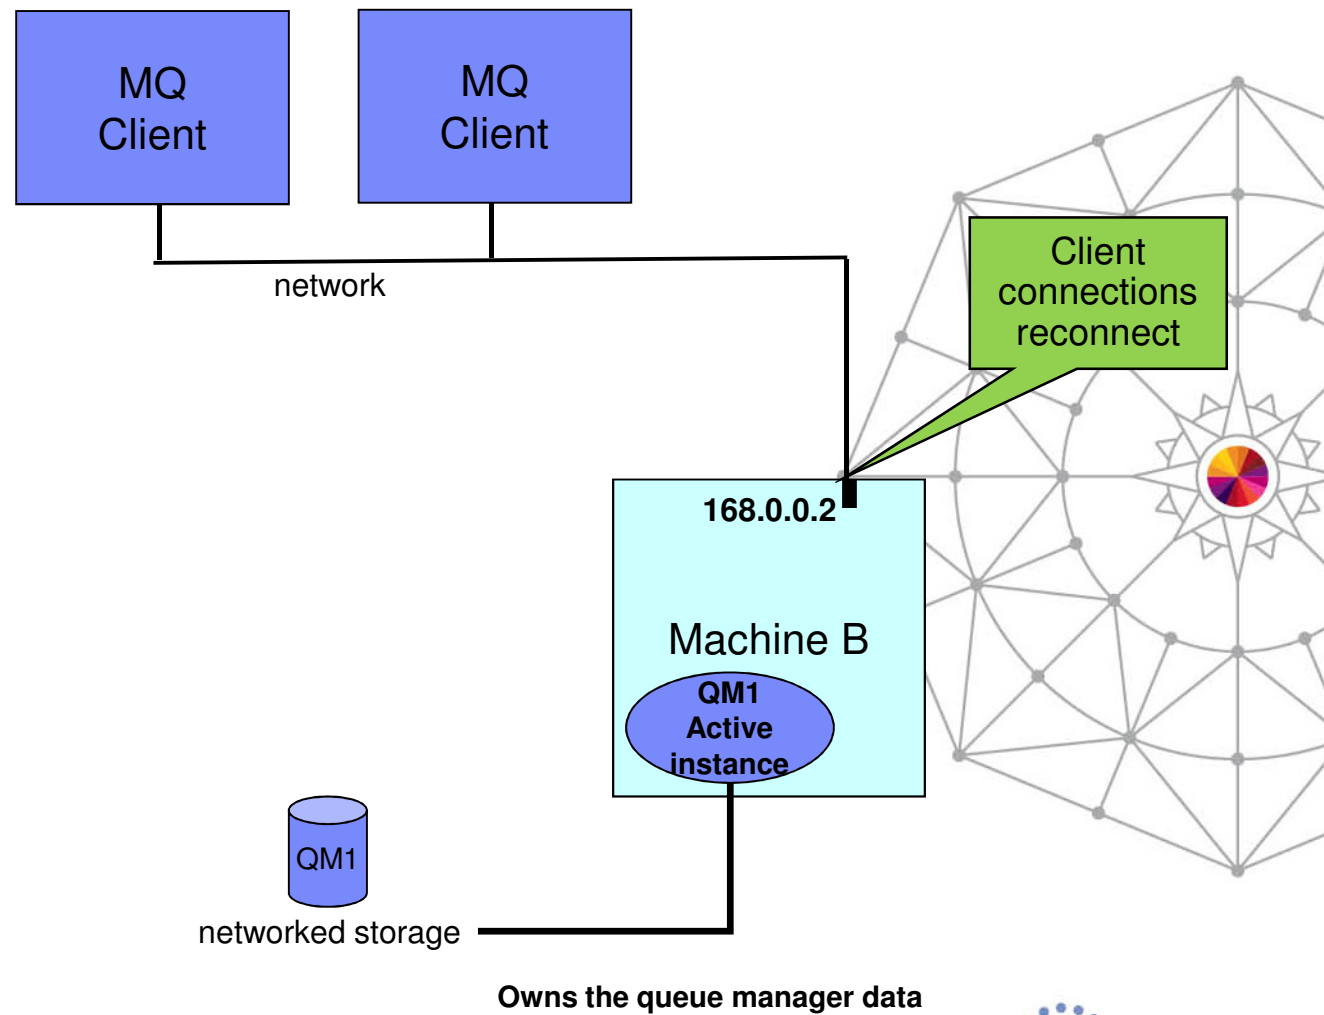 MQ
Client
MQ
Client
network
Client
connections
reconnect
168.0.0.2
Machine B
QM1
Active
instance
QM1
networked storage
Owns the queue manager data